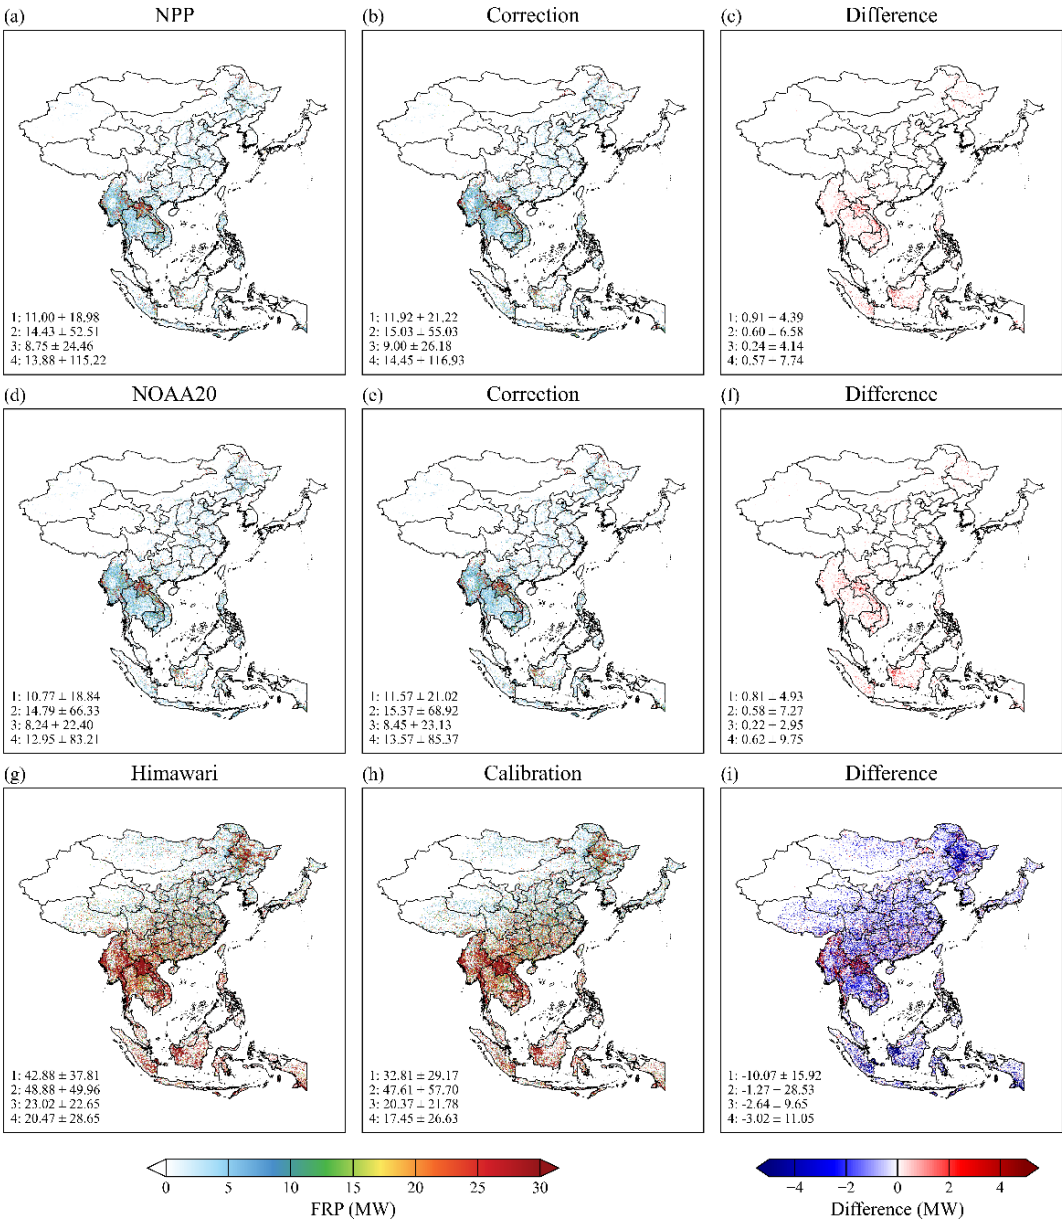 (a) NPP (b) Correction (c) Difference
1: 11.00 ± 18.98
2: 14.43 ± 52.51
3: 8.75 ± 24.46
4: 13.88 ± 115.22
1: 11.92 ± 21.22
2: 15.03 ± 55.03
3: 9.00 ± 26.18
4: 14.45 ± 116.93
1: 0.91 ± 4.39
2: 0.60 ± 6.58
3: 0.24 ± 4.14
4: 0.57 ± 7.74
(d) NOAA20 (e) Correction (f) Difference
1: 10.77 ± 18.84
2: 14.79 ± 66.33
3: 8.24 ± 22.40
4: 12.95 ± 83.21
1: 11.57 ± 21.02
2: 15.37 ± 68.92
3: 8.45 ± 23.13
4: 13.57 ± 85.37
1: 0.81 ± 4.93
2: 0.58 ± 7.27
3: 0.22 ± 2.95
4: 0.62 ± 9.75
(g) Himawari (h) Calibration (i) Difference
1: 42.88 ± 37.81
2: 48.88 ± 49.96
3: 23.02 ± 22.65
4: 20.47 ± 28.65
1: 32.81 ± 29.17
2: 47.61 ± 57.70
3: 20.37 ± 21.78
4: 17.45 ± 26.63
1: -10.07 ± 15.92
2: -1.27 ± 28.53
3: -2.64 ± 9.65
4: -3.02 ± 11.05
0 5 10 15 20 25 30
FRP (MW)
−4 −2 0 2 4
Difference (MW)